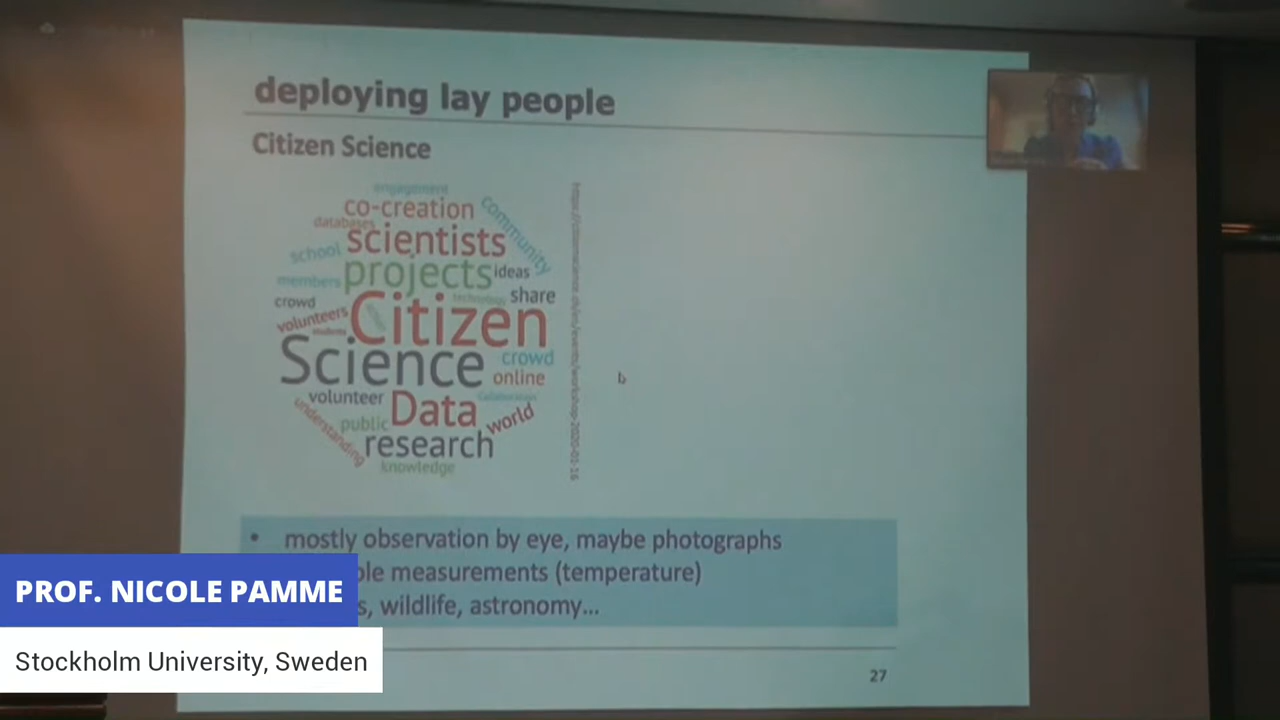 deploying lay people
Citizen Science
engagement
co-creation
community
databases
scientists
school
projects
ideas
members
technology
share
crowd
volunteers
students
Citizen
Science
crowd
online
volunteer
Data
world
understanding
public
research
knowledge
• mostly observation by eye, maybe photographs
measurements (temperature)
wildlife, astronomy...
PROF. NICOLE PAMME
Stockholm University, Sweden
27